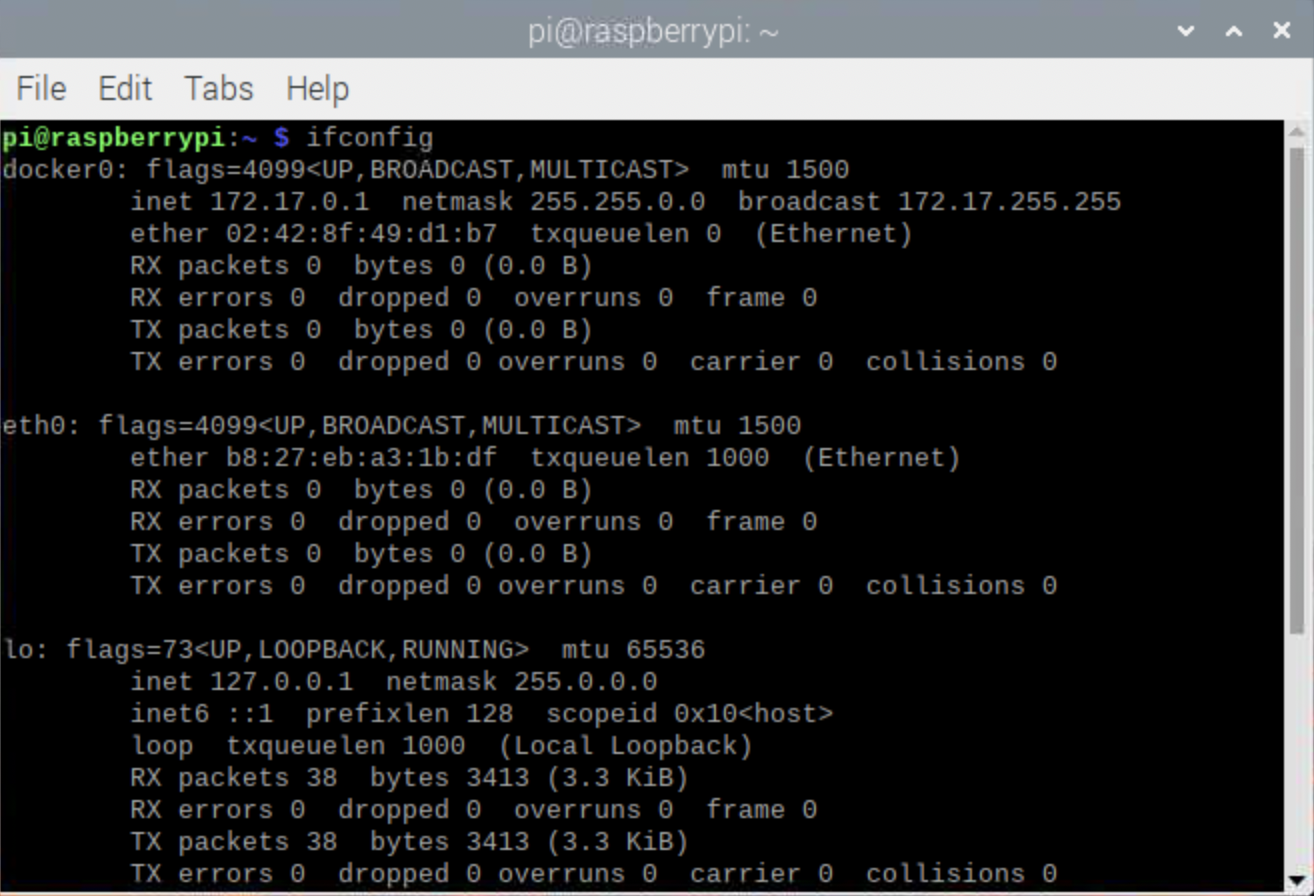 pi@raspberrypi: ~
File Edit Tabs Help
pi@raspberrypi:~ $ ifconfig
docker0: flags=4099<UP,BROADCAST,MULTICAST>  mtu 1500
        inet 172.17.0.1  netmask 255.255.0.0  broadcast 172.17.255.255
        ether 02:42:8f:49:d1:b7  txqueuelen 0  (Ethernet)
        RX packets 0  bytes 0 (0.0 B)
        RX errors 0  dropped 0  overruns 0  frame 0
        TX packets 0  bytes 0 (0.0 B)
        TX errors 0  dropped 0 overruns 0  carrier 0  collisions 0
eth0: flags=4099<UP,BROADCAST,MULTICAST>  mtu 1500
        ether b8:27:eb:a3:1b:df  txqueuelen 1000  (Ethernet)
        RX packets 0  bytes 0 (0.0 B)
        RX errors 0  dropped 0  overruns 0  frame 0
        TX packets 0  bytes 0 (0.0 B)
        TX errors 0  dropped 0 overruns 0  carrier 0  collisions 0
lo: flags=73<UP,LOOPBACK,RUNNING>  mtu 65536
        inet 127.0.0.1  netmask 255.0.0.0
        inet6 ::1  prefixlen 128  scopeid 0x10<host>
        loop  txqueuelen 1000  (Local Loopback)
        RX packets 38  bytes 3413 (3.3 KiB)
        RX errors 0  dropped 0  overruns 0  frame 0
        TX packets 38  bytes 3413 (3.3 KiB)
        TX errors 0  dropped 0 overruns 0  carrier 0  collisions 0